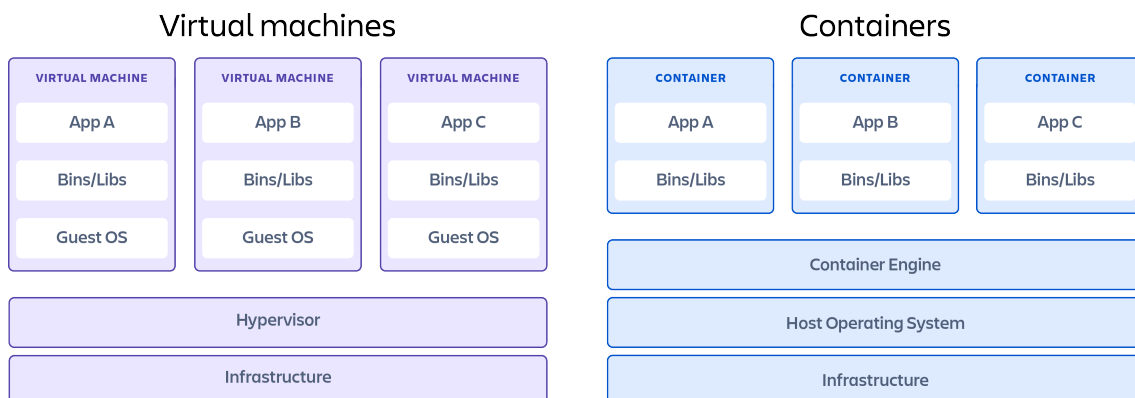 Virtual machines
VIRTUAL MACHINE
App A
Bins/Libs
Guest OS
VIRTUAL MACHINE
App B
Bins/Libs
Guest OS
VIRTUAL MACHINE
App C
Bins/Libs
Guest OS
Hypervisor
Infrastructure
Containers
CONTAINER
App A
Bins/Libs
CONTAINER
App B
Bins/Libs
CONTAINER
App C
Bins/Libs
Container Engine
Host Operating System
Infrastructure